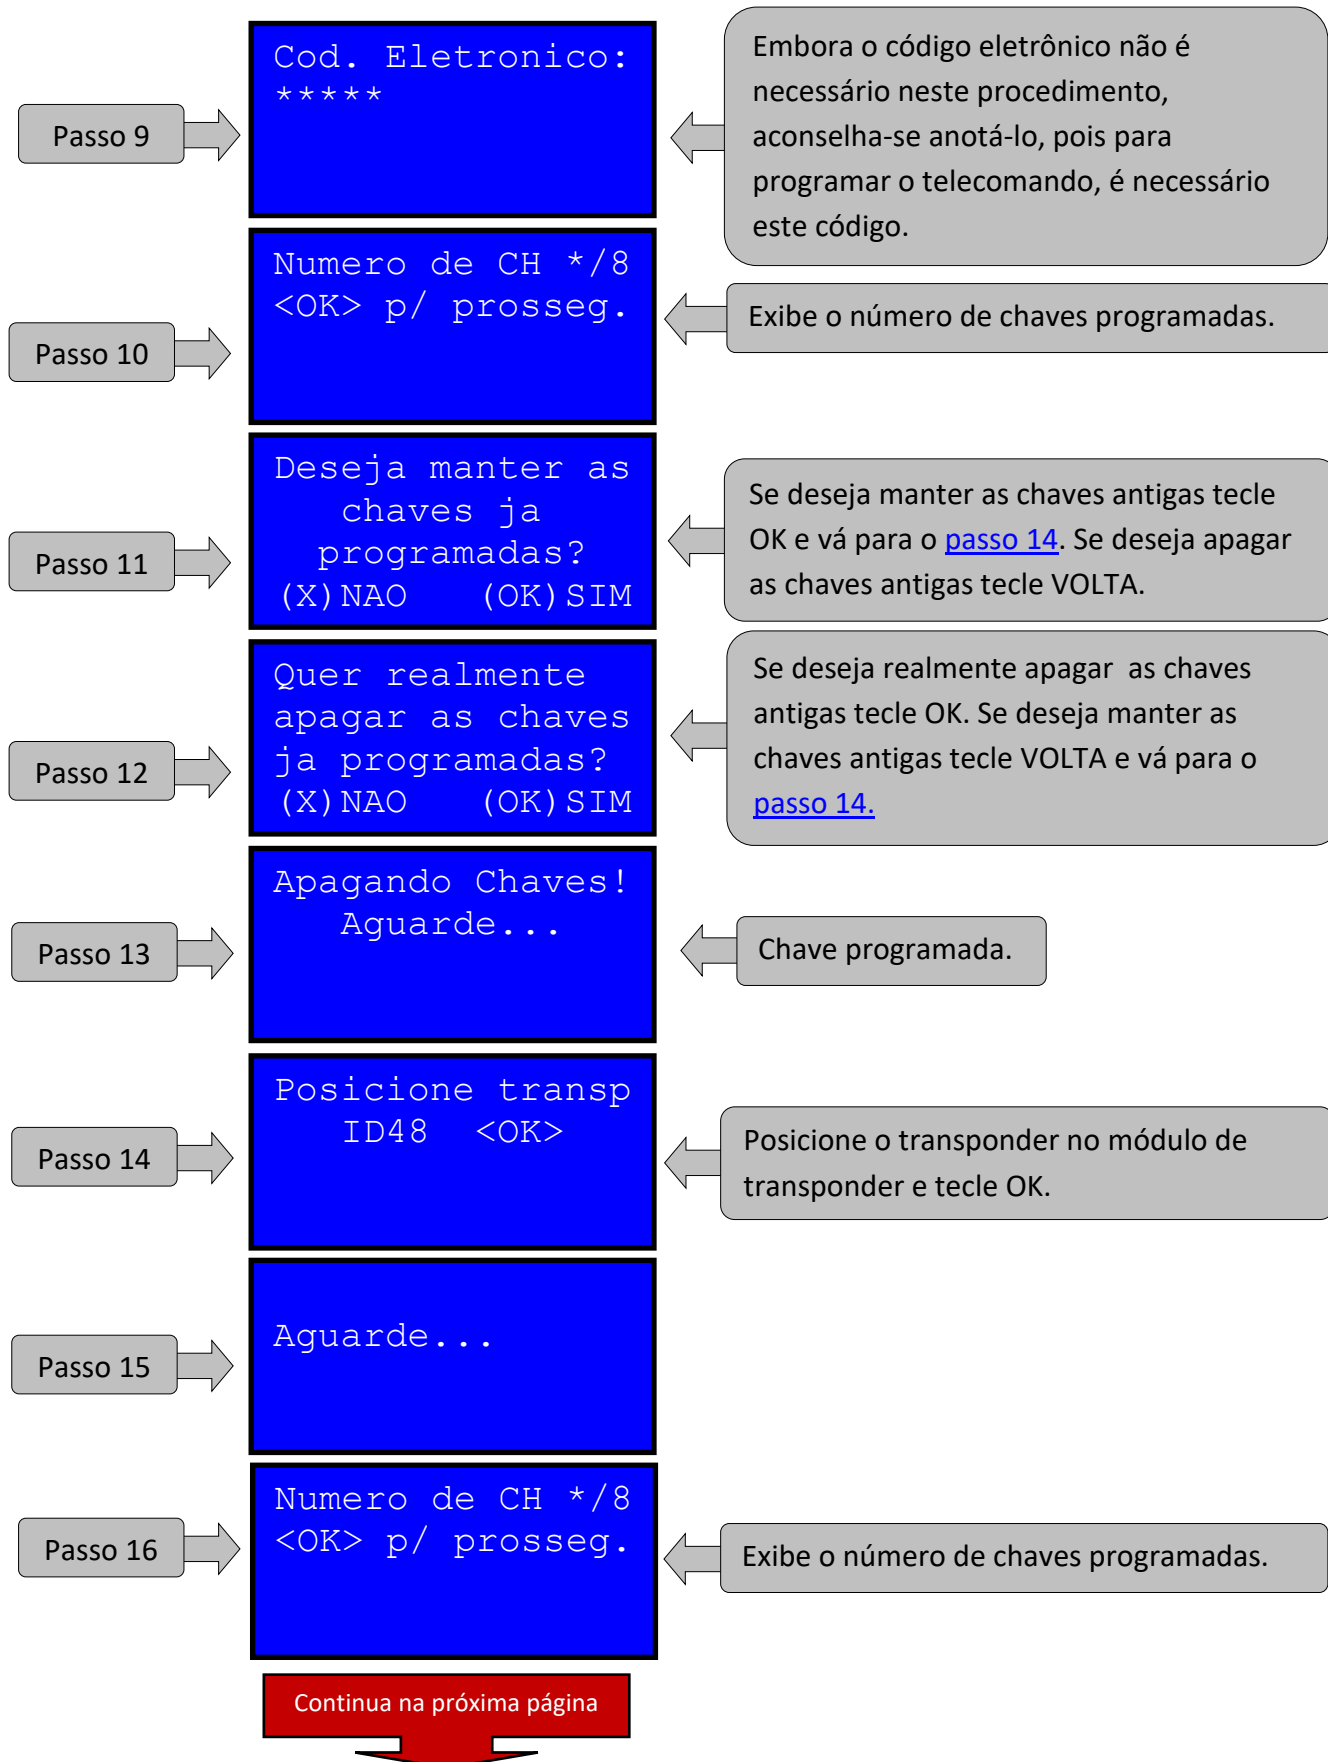 Passo 9
Cod. Eletronico:
*****
Embora o código eletrônico não é
necessário neste procedimento,
aconselha-se anotá-lo, pois para
programar o telecomando, é necessário
este código.
Passo 10
Numero de CH */8
<OK> p/ prosseg.
Exibe o número de chaves programadas.
Passo 11
Deseja manter as
chaves ja
programadas?
(X)NAO (OK)SIM
Se deseja manter as chaves antigas tecle
OK e vá para o passo 14. Se deseja apagar
as chaves antigas tecle VOLTA.
Passo 12
Quer realmente
apagar as chaves
ja programadas?
(X)NAO (OK)SIM
Se deseja realmente apagar as chaves
antigas tecle OK. Se deseja manter as
chaves antigas tecle VOLTA e vá para o
passo 14.
Passo 13
Apagando Chaves!
Aguarde...
Chave programada.
Passo 14
Posicione transp
ID48 <OK>
Posicione o transponder no módulo de
transponder e tecle OK.
Passo 15
Aguarde...
Passo 16
Numero de CH */8
<OK> p/ prosseg.
Exibe o número de chaves programadas.
Continua na próxima página